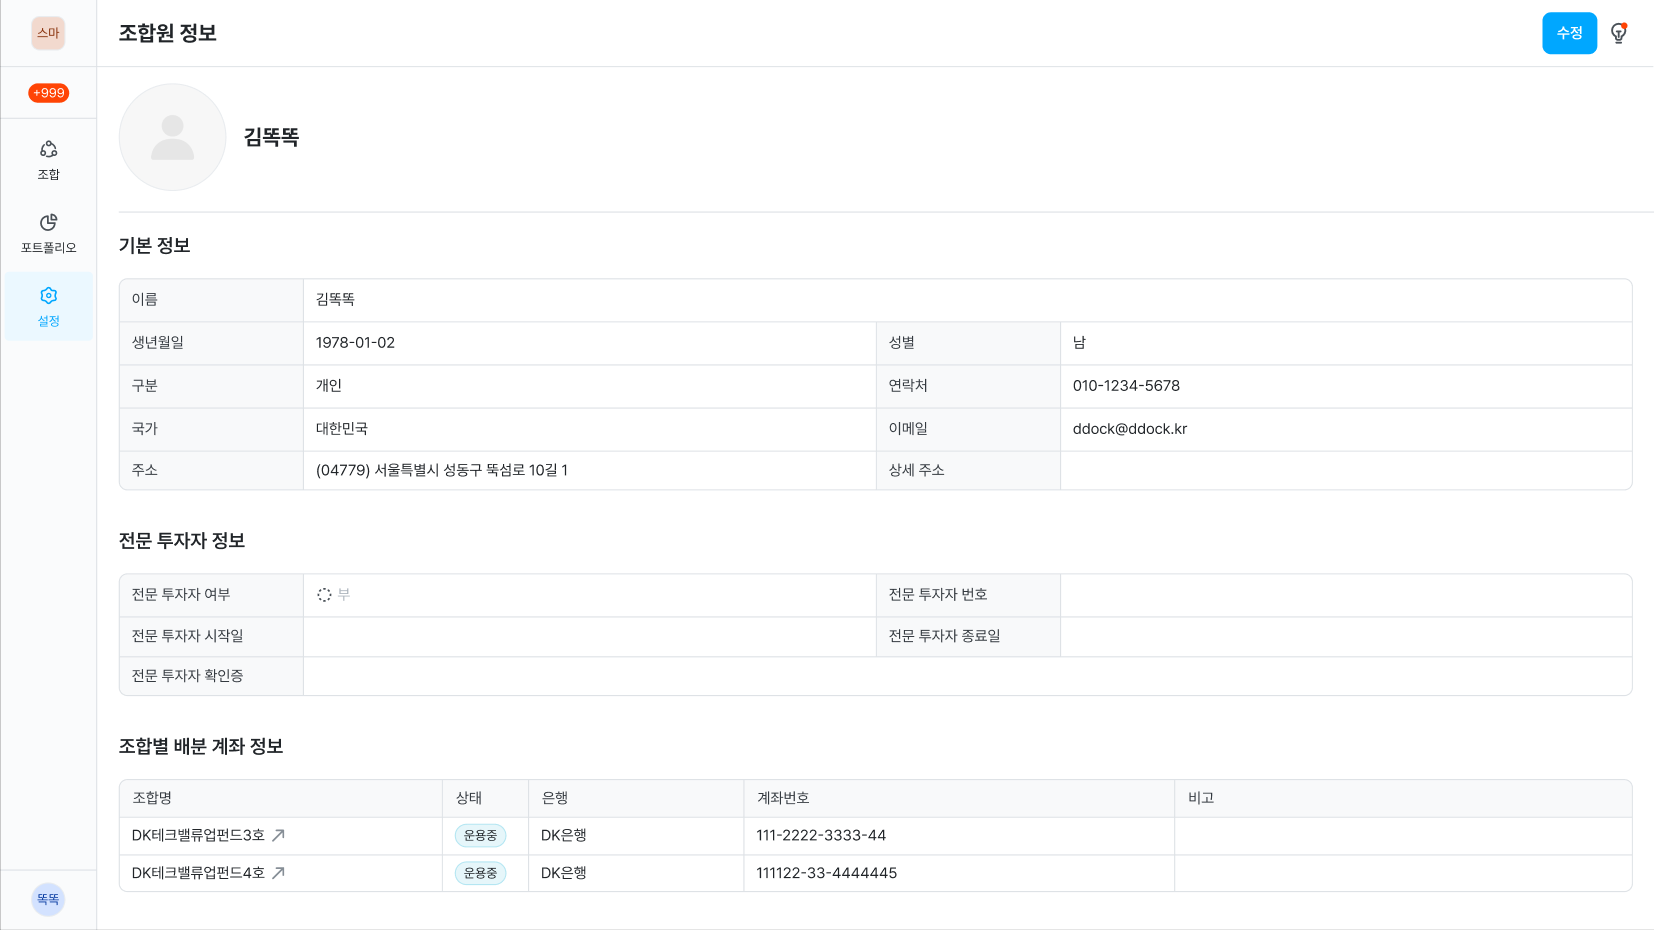 스마
조합원 정보
수정
+999
조합
포트폴리오
설정
똑똑
김똑똑
기본 정보
이름 김똑똑
생년월일 1978-01-02 성별 남
구분 개인 연락처 010-1234-5678
국가 대한민국 이메일 ddock@ddock.kr
주소 (04779) 서울특별시 성동구 뚝섬로 10길 1 상세 주소
전문 투자자 정보
전문 투자자 여부 부 전문 투자자 번호
전문 투자자 시작일 전문 투자자 종료일
전문 투자자 확인증
조합별 배분 계좌 정보
조합명 상태 은행 계좌번호 비고
DK테크밸류업펀드3호 운용중 DK은행 111-2222-3333-44
DK테크밸류업펀드4호 운용중 DK은행 111122-33-4444445